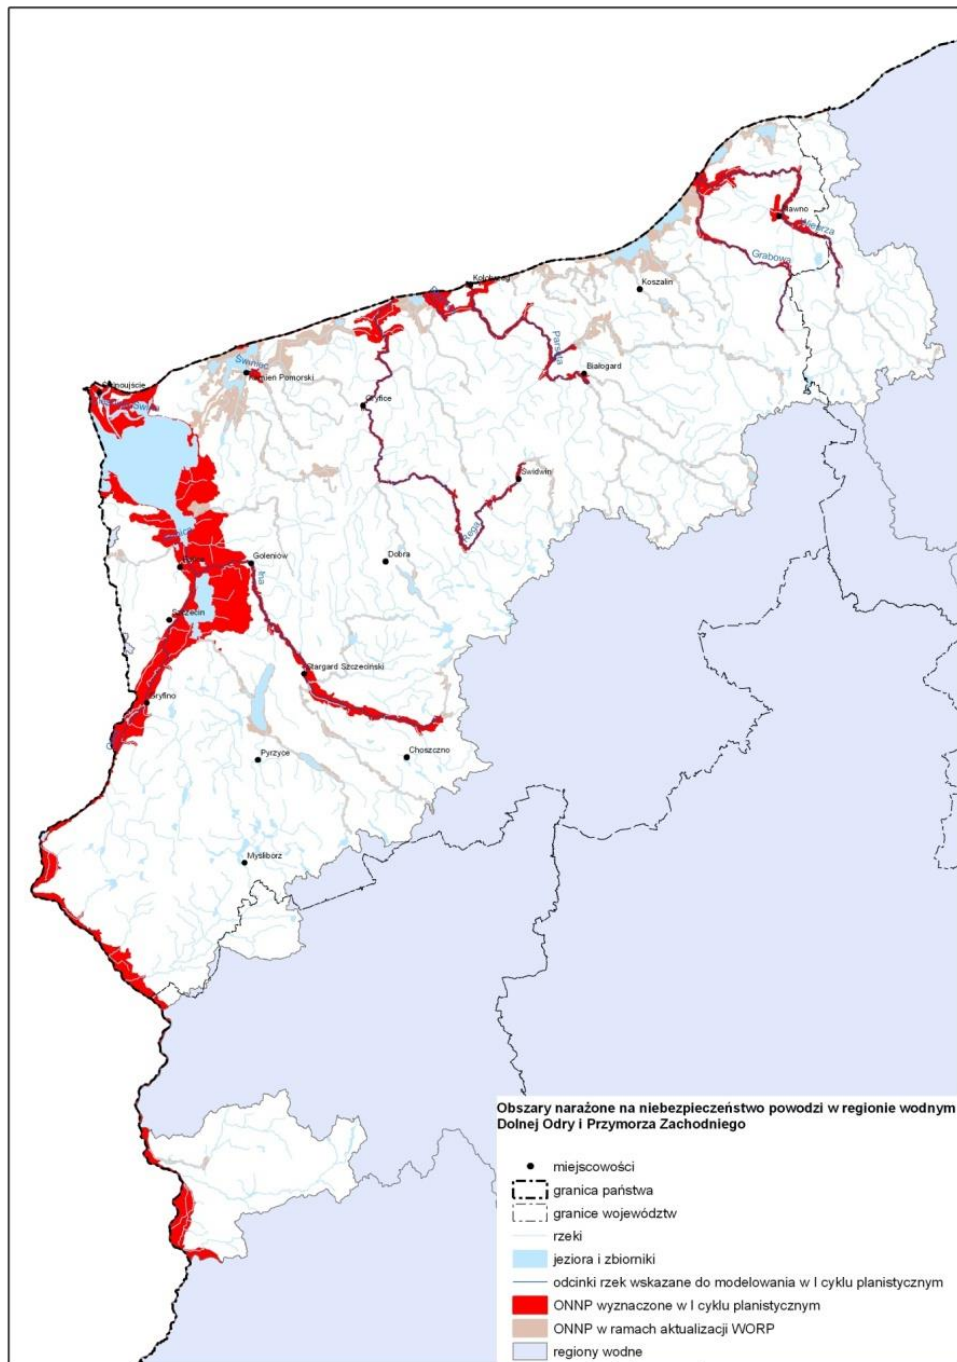 Sławno
Wieprza
Grabowa
Koszalin
Parsęta
Białogard
Świniec
Kamień Pomorski
Gryfice
Świdwin
Rega
Dobra
Goleniów
Ina
Szczecin
Stargard Szczeciński
Gryfino
Pyrzyce
Choszczno
Myślibórz
Obszary narażone na niebezpieczeństwo powodzi w regionie wodnym
Dolnej Odry i Przymorza Zachodniego
miejscowości
granica państwa
granice województw
rzeki
jeziora i zbiorniki
odcinki rzek wskazane do modelowania w I cyklu planistycznym
ONNP wyznaczone w I cyklu planistycznym
ONNP w ramach aktualizacji WORP
regiony wodne